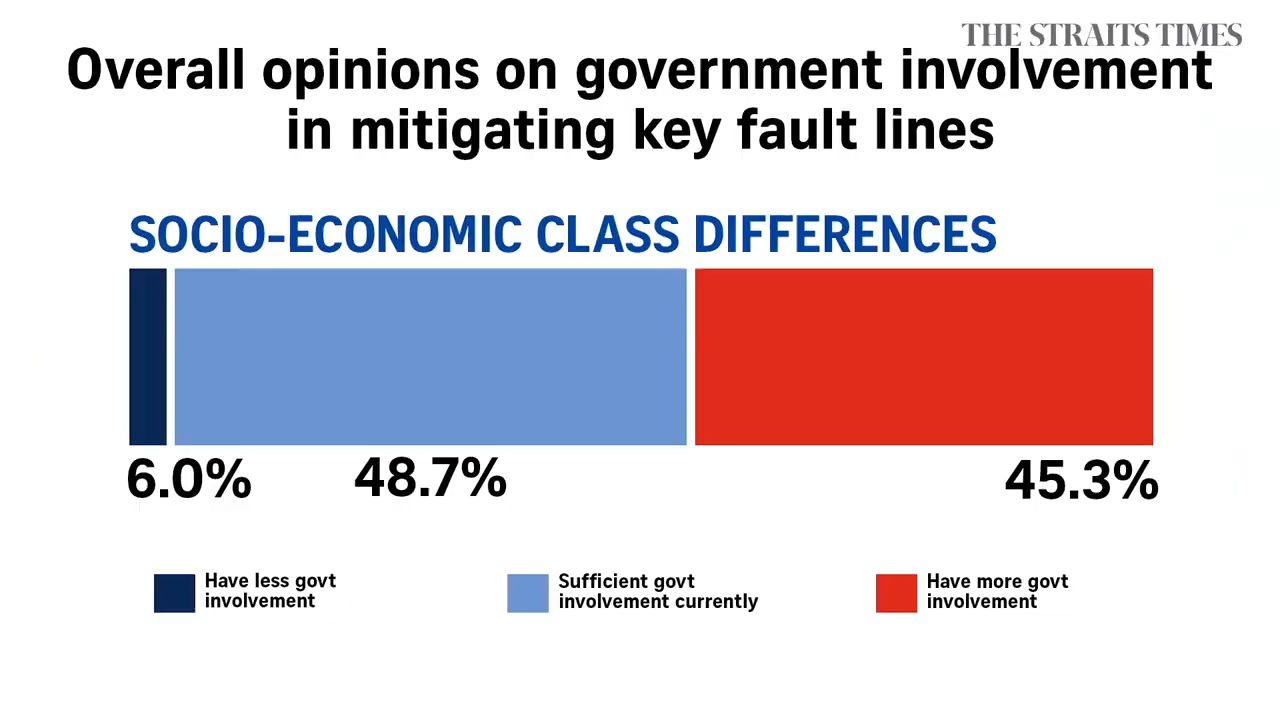 THE STRAITS TIMES
Overall opinions on government involvement
in mitigating key fault lines
SOCIO-ECONOMIC CLASS DIFFERENCES
6.0%
48.7%
45.3%
Have less govt
involvement
Sufficient govt
involvement currently
Have more govt
involvement